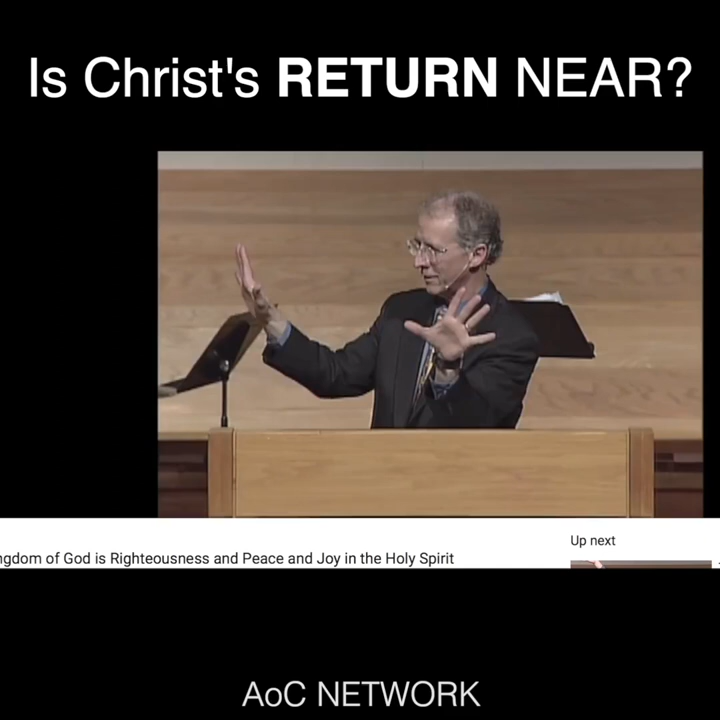 Is Christ's RETURN NEAR?
Up next
ngdom of God is Righteousness and Peace and Joy in the Holy Spirit
AoC NETWORK